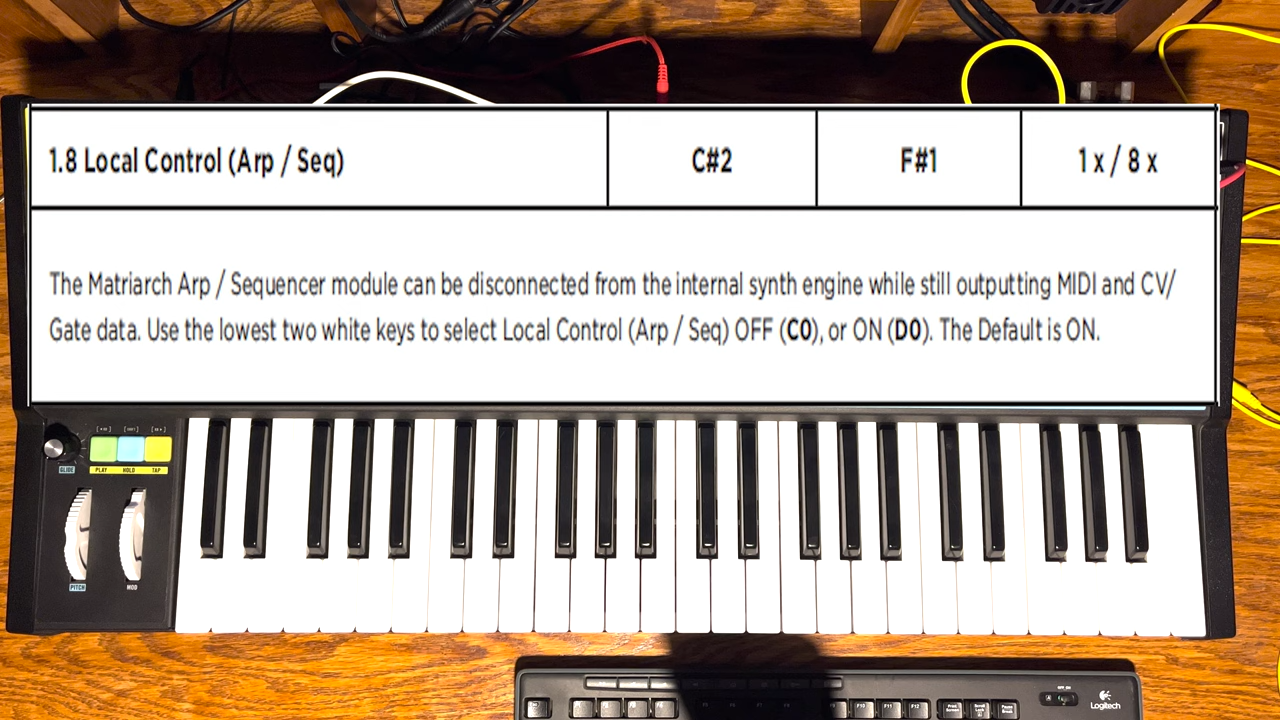 1.8 Local Control (Arp / Seq) C#2 F#1 1 x / 8 x
The Matriarch Arp / Sequencer module can be disconnected from the internal synth engine while still outputting MIDI and CV/
Gate data. Use the lowest two white keys to select Local Control (Arp / Seq) OFF (C0), or ON (D0). The Default is ON.
GLIDE PLAY HOLD TAP
PITCH MOD
Logitech